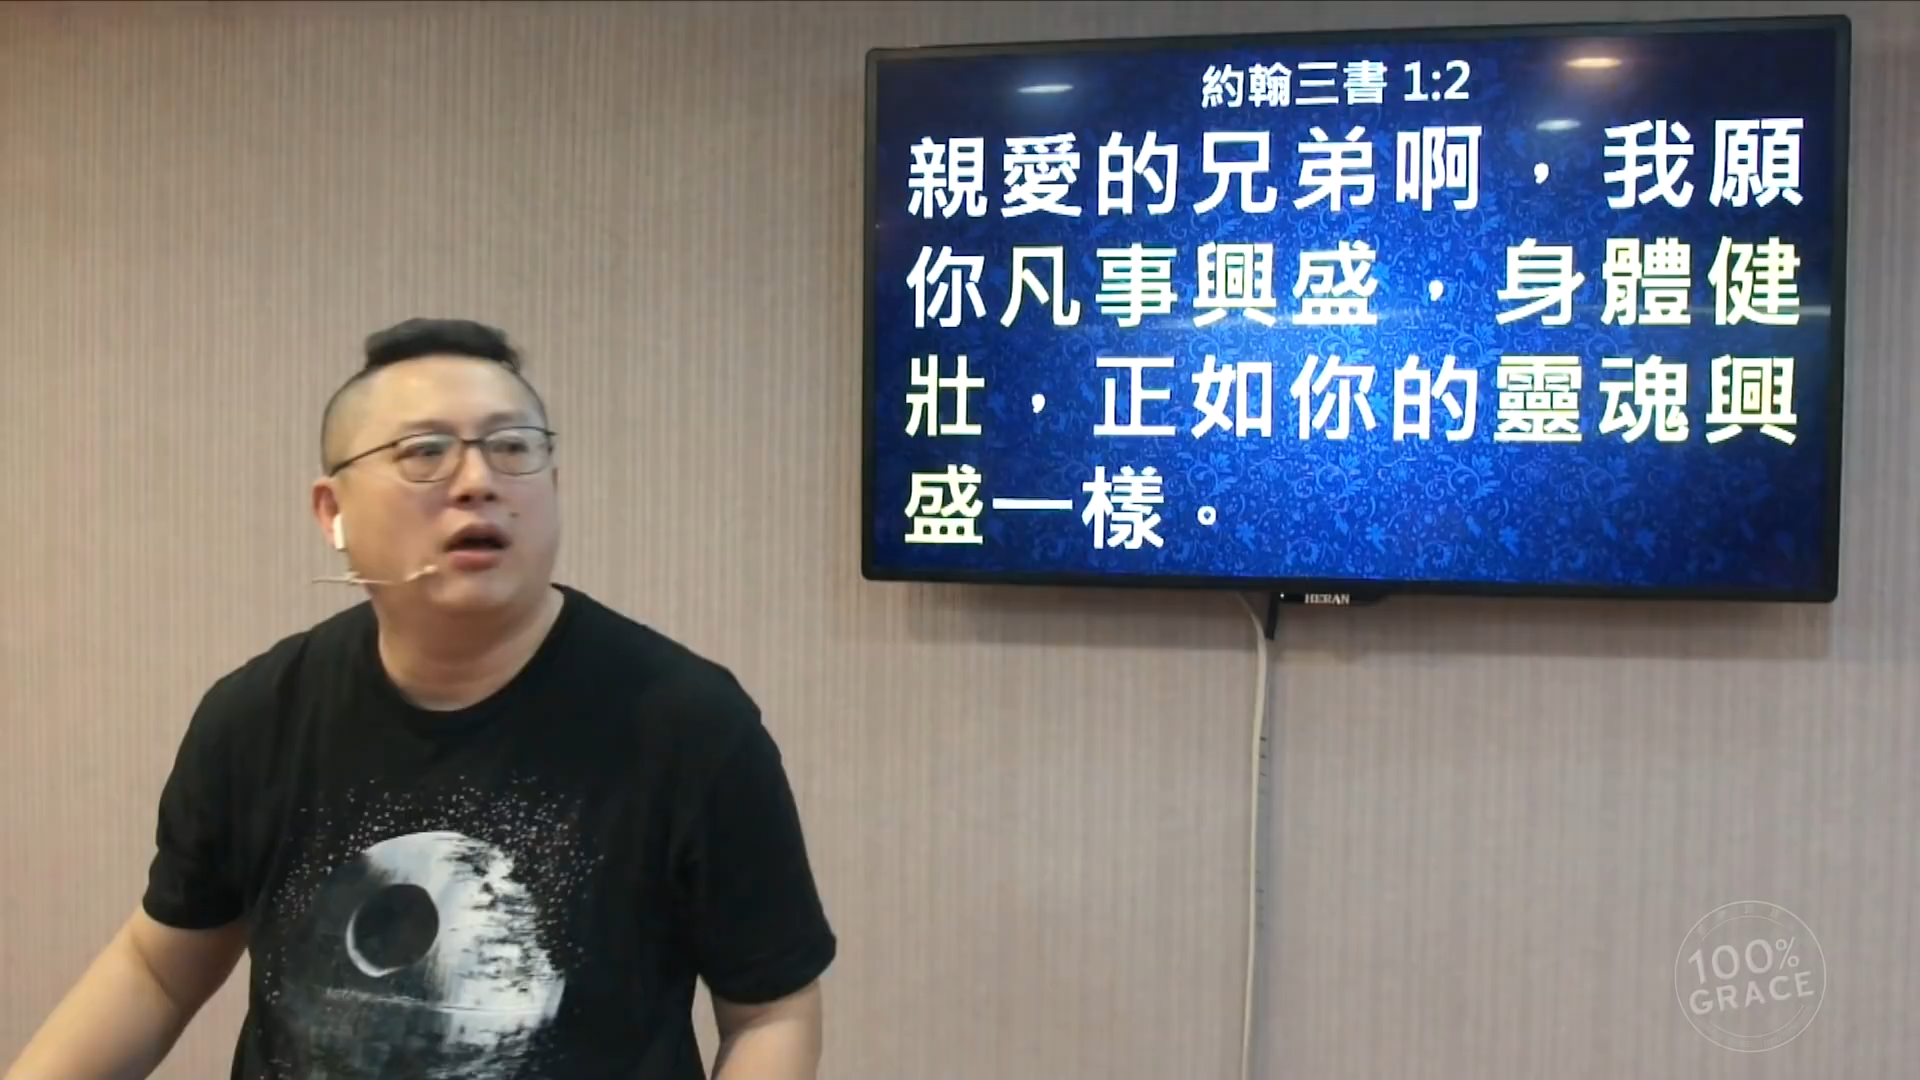 約翰三書 1:2
親愛的兄弟啊，我願
你凡事興盛，身體健
壯，正如你的靈魂興
盛一樣。
HERAN
100%
GRACE